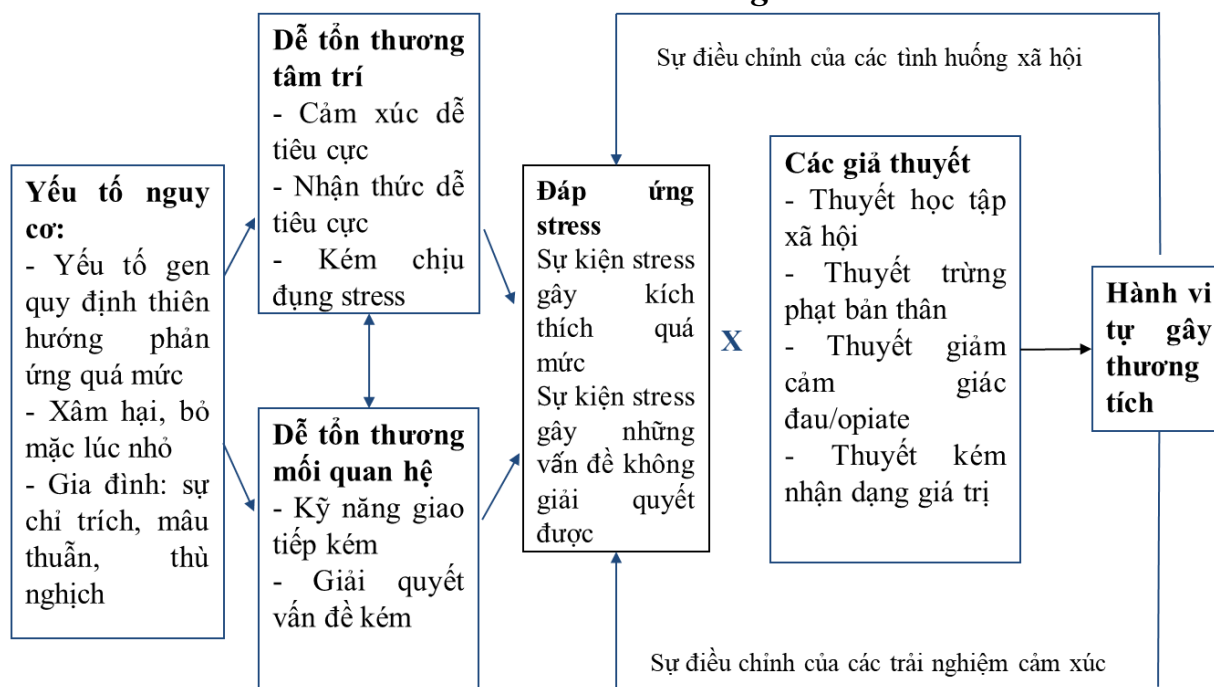 Yếu tố nguy
cơ:
- Yếu tố gen
quy định thiên
hướng phản
ứng quá mức
- Xâm hại, bỏ
mặc lúc nhỏ
- Gia đình: sự
chỉ trích, mâu
thuẫn, thù
nghịch
Dễ tổn thương
tâm trí
- Cảm xúc dễ
tiêu cực
- Nhận thức dễ
tiêu cực
- Kém chịu
đụng stress
Dễ tổn thương
mối quan hệ
- Kỹ năng giao
tiếp kém
- Giải quyết
vấn đề kém
Sự điều chỉnh của các tình huống xã hội
Đáp ứng
stress
Sự kiện stress
gây kích
thích quá
mức
Sự kiện stress
gây những
vấn đề không
giải quyết
được
X
Các giả thuyết
- Thuyết học tập
xã hội
- Thuyết trừng
phạt bản thân
- Thuyết giảm
cảm giác
đau/opiate
- Thuyết kém
nhận dạng giá trị
Hành vi
tự gây
thương
tích
Sự điều chỉnh của các trải nghiệm cảm xúc